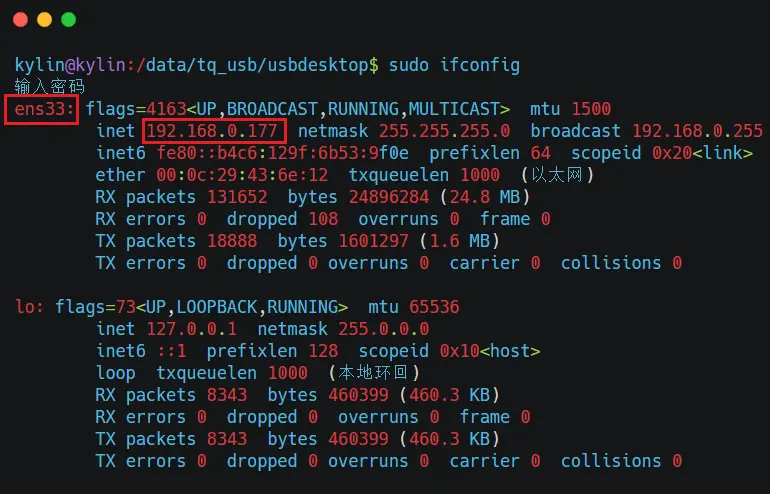 kylin@kylin:/data/tq_usb/usbdesktop$ sudo ifconfig
输入密码
ens33: flags=4163<UP,BROADCAST,RUNNING,MULTICAST>  mtu 1500
inet 192.168.0.177  netmask 255.255.255.0  broadcast 192.168.0.255
inet6 fe80::b4c6:129f:6b53:9f0e  prefixlen 64  scopeid 0x20<link>
ether 00:0c:29:43:6e:12  txqueuelen 1000  (以太网)
RX packets 131652  bytes 24896284 (24.8 MB)
RX errors 0  dropped 108  overruns 0  frame 0
TX packets 18888  bytes 1601297 (1.6 MB)
TX errors 0  dropped 0 overruns 0  carrier 0  collisions 0
lo: flags=73<UP,LOOPBACK,RUNNING>  mtu 65536
inet 127.0.0.1  netmask 255.0.0.0
inet6 ::1  prefixlen 128  scopeid 0x10<host>
loop  txqueuelen 1000  (本地环回)
RX packets 8343  bytes 460399 (460.3 KB)
RX errors 0  dropped 0  overruns 0  frame 0
TX packets 8343  bytes 460399 (460.3 KB)
TX errors 0  dropped 0 overruns 0  carrier 0  collisions 0